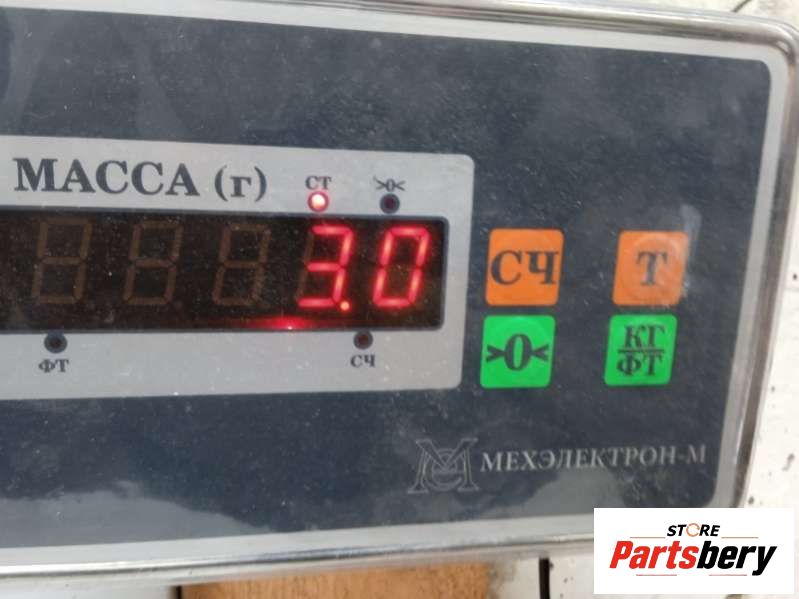 МАССА (г)
СТ
>0<
3.0
ФТ
СЧ
СЧ
Т
>0<
КГ
ФТ
МЕХЭЛЕКТРОН-М
STORE
Partsbery